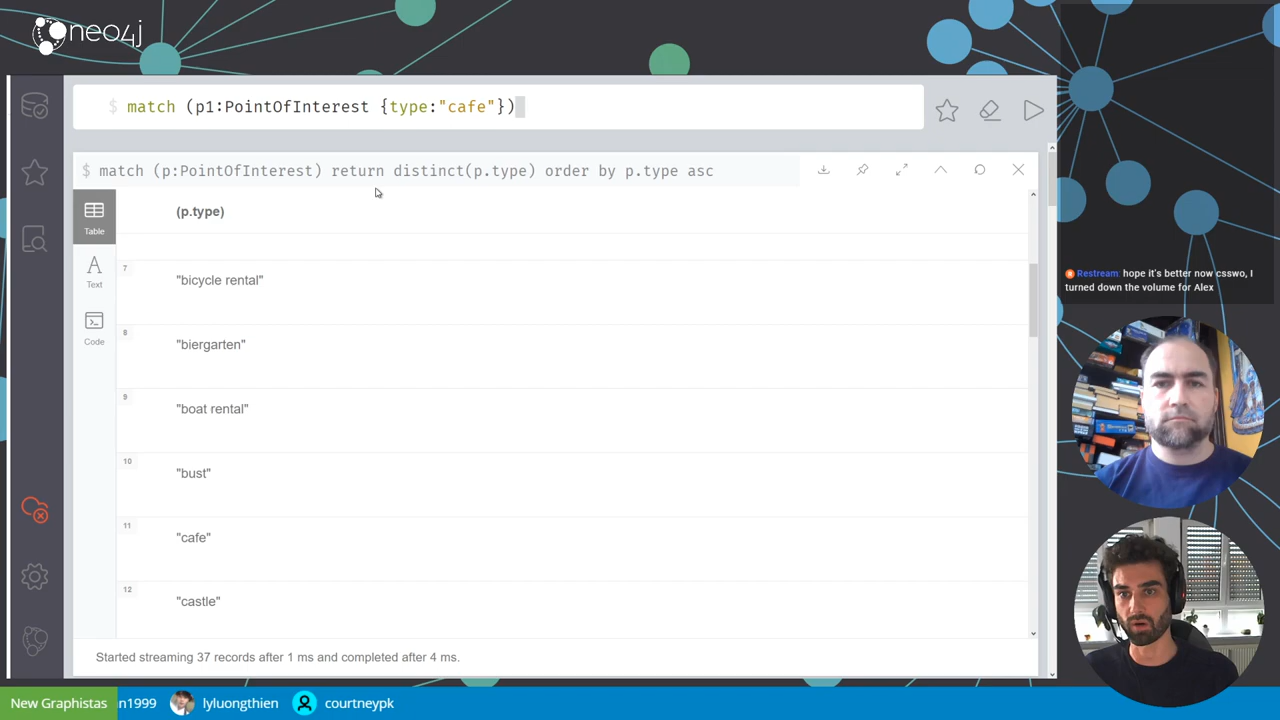 neo4j
$ match (p1:PointOfInterest {type:"cafe"})
$ match (p:PointOfInterest) return distinct(p.type) order by p.type asc
Table
Text
Code
(p.type)
7
"bicycle rental"
8
"biergarten"
9
"boat rental"
10
"bust"
11
"cafe"
12
"castle"
Started streaming 37 records after 1 ms and completed after 4 ms.
Restream: hope it's better now csswo, I
turned down the volume for Alex
New Graphistas n1999 lyluongthien courtneypk